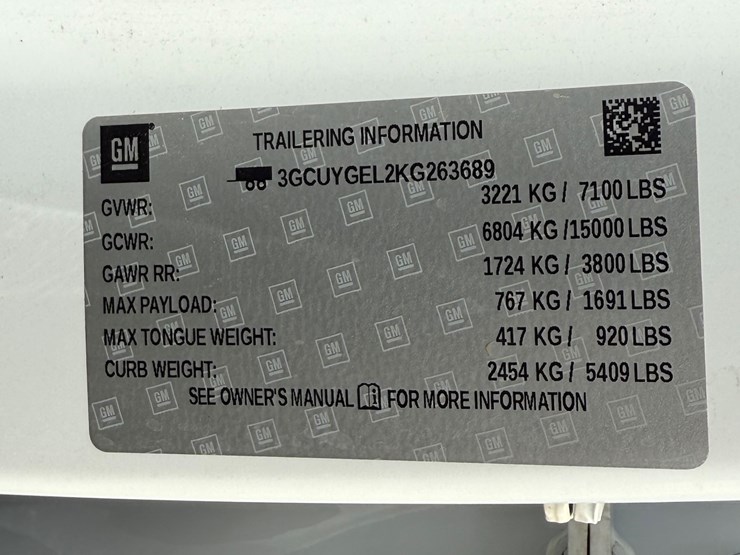 GM
TRAILERING INFORMATION
3GCUYGEL2KG263689
GVWR: 3221 KG / 7100 LBS
GCWR: 6804 KG /15000 LBS
GAWR RR: 1724 KG / 3800 LBS
MAX PAYLOAD: 767 KG / 1691 LBS
MAX TONGUE WEIGHT: 417 KG / 920 LBS
CURB WEIGHT: 2454 KG / 5409 LBS
SEE OWNER'S MANUAL i FOR MORE INFORMATION